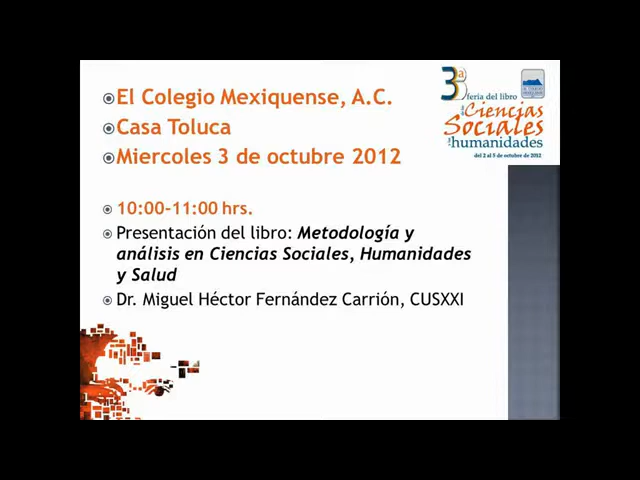 El Colegio Mexiquense, A.C.
Casa Toluca
Miercoles 3 de octubre 2012
10:00-11:00 hrs.
Presentación del libro: Metodología y
análisis en Ciencias Sociales, Humanidades
y Salud
Dr. Miguel Héctor Fernández Carrión, CUSXXI
3a
feria del libro
Ciencias
Sociales
humanidades
del 2 al 5 de octubre de 2012